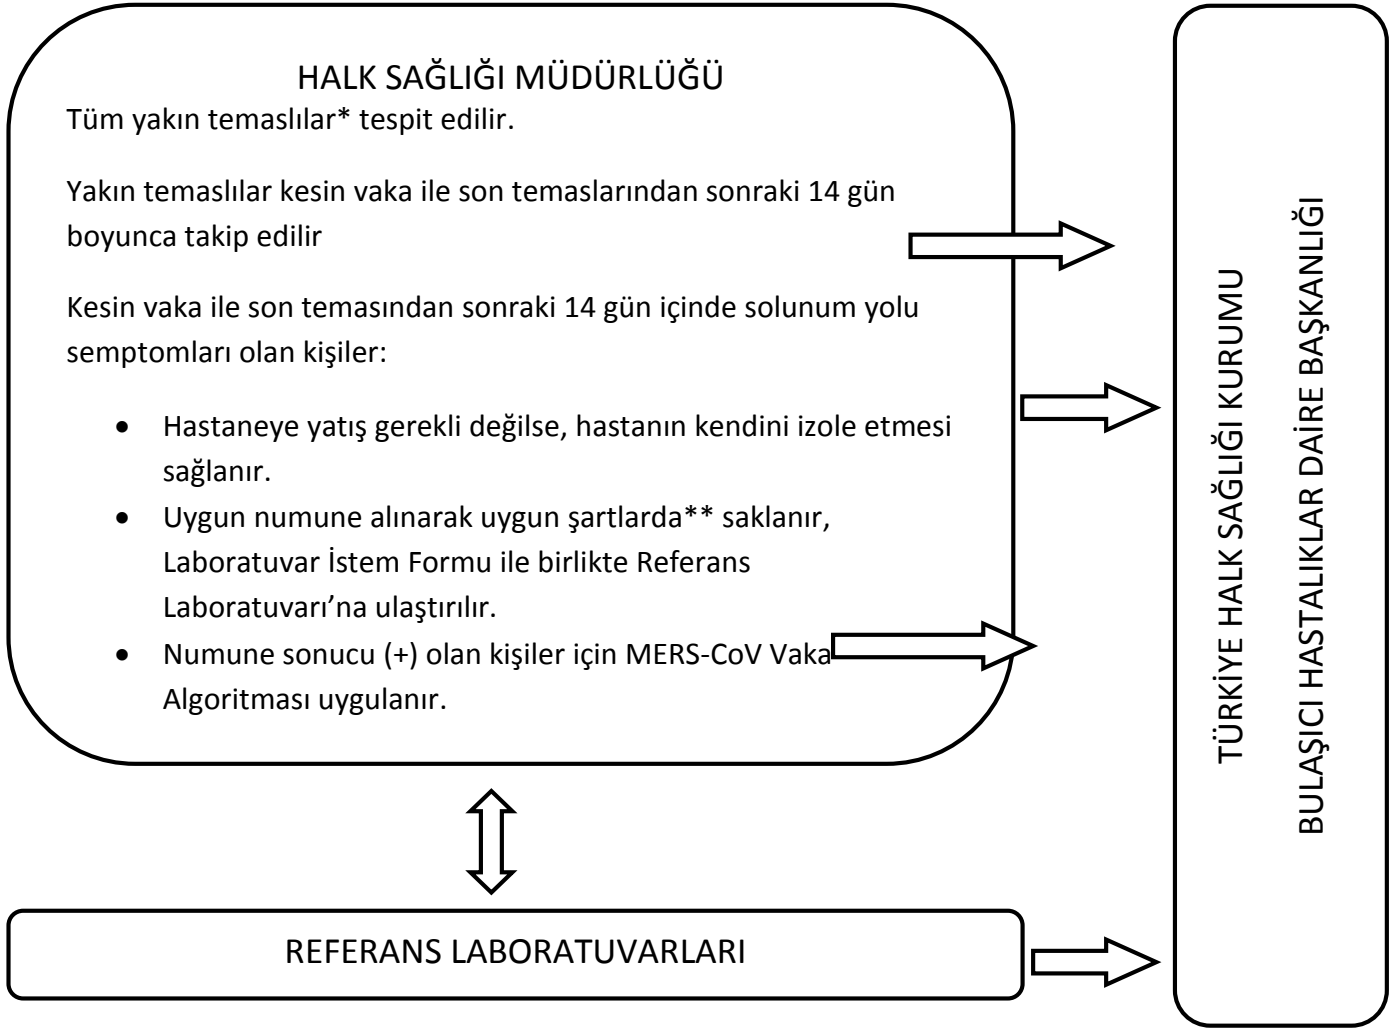 HALK SAĞLIĞI MÜDÜRLÜĞÜ
Tüm yakın temaslılar* tespit edilir.
Yakın temaslılar kesin vaka ile son temaslarından sonraki 14 gün
boyunca takip edilir
Kesin vaka ile son temasından sonraki 14 gün içinde solunum yolu
semptomları olan kişiler:
• Hastaneye yatış gerekli değilse, hastanın kendini izole etmesi
sağlanır.
• Uygun numune alınarak uygun şartlarda** saklanır,
Laboratuvar İstem Formu ile birlikte Referans
Laboratuvarı’na ulaştırılır.
• Numune sonucu (+) olan kişiler için MERS-CoV Vaka
Algoritması uygulanır.
REFERANS LABORATUVARLARI
TÜRKİYE HALK SAĞLIĞI KURUMU
BULAŞICI HASTALIKLAR DAİRE BAŞKANLIĞI